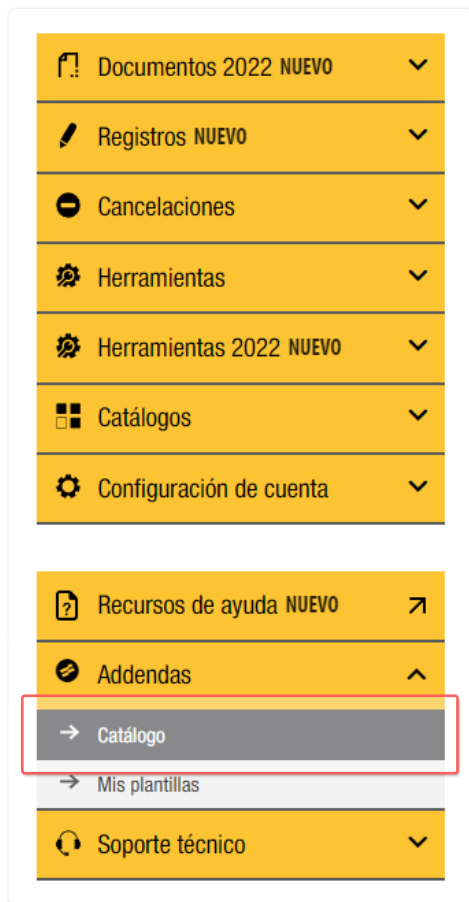 Documentos 2022 NUEVO
Registros NUEVO
Cancelaciones
Herramientas
Herramientas 2022 NUEVO
Catálogos
Configuración de cuenta
Recursos de ayuda NUEVO
Addendas
Catálogo
Mis plantillas
Soporte técnico